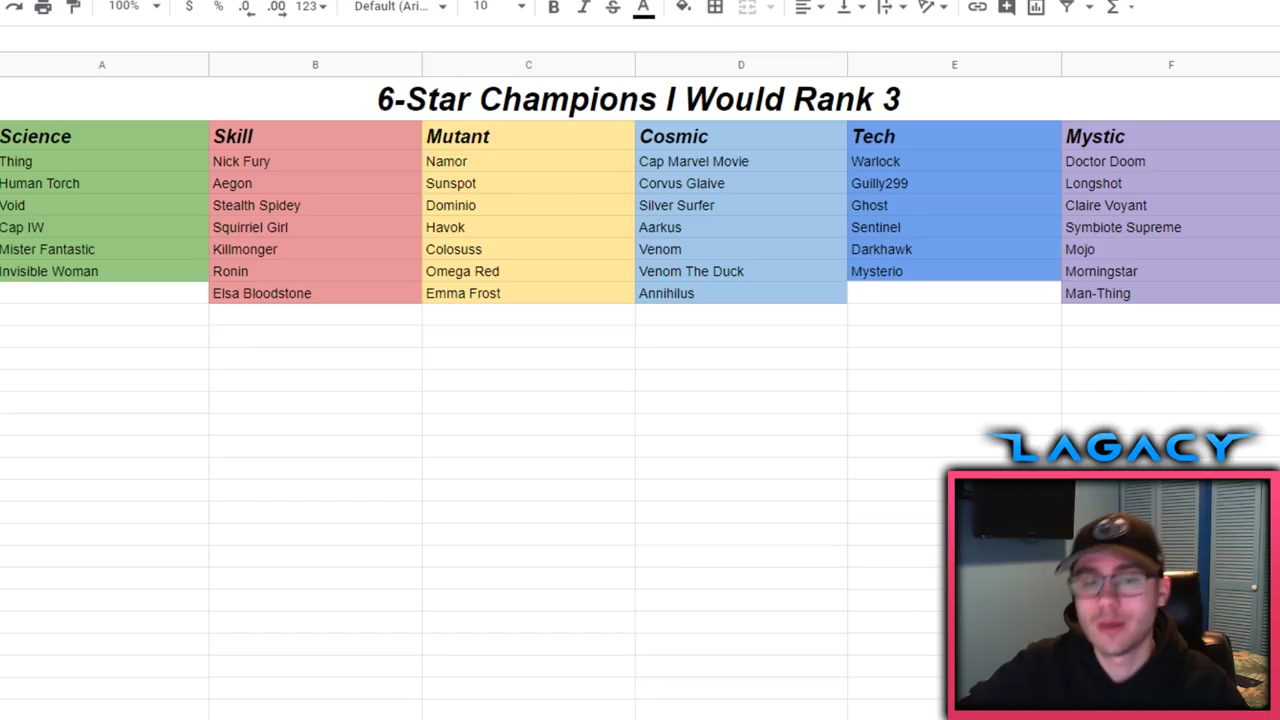 100% $ % .0 .00 123 Default (Ari... 10 B I S A Σ
A B C D E F
6-Star Champions I Would Rank 3
Science Skill Mutant Cosmic Tech Mystic
Thing Nick Fury Namor Cap Marvel Movie Warlock Doctor Doom
Human Torch Aegon Sunspot Corvus Glaive Guilly299 Longshot
Void Stealth Spidey Dominio Silver Surfer Ghost Claire Voyant
Cap IW Squirriel Girl Havok Aarkus Sentinel Symbiote Supreme
Mister Fantastic Killmonger Colosuss Venom Darkhawk Mojo
Invisible Woman Ronin Omega Red Venom The Duck Mysterio Morningstar
Elsa Bloodstone Emma Frost Annihilus Man-Thing
LAGACY